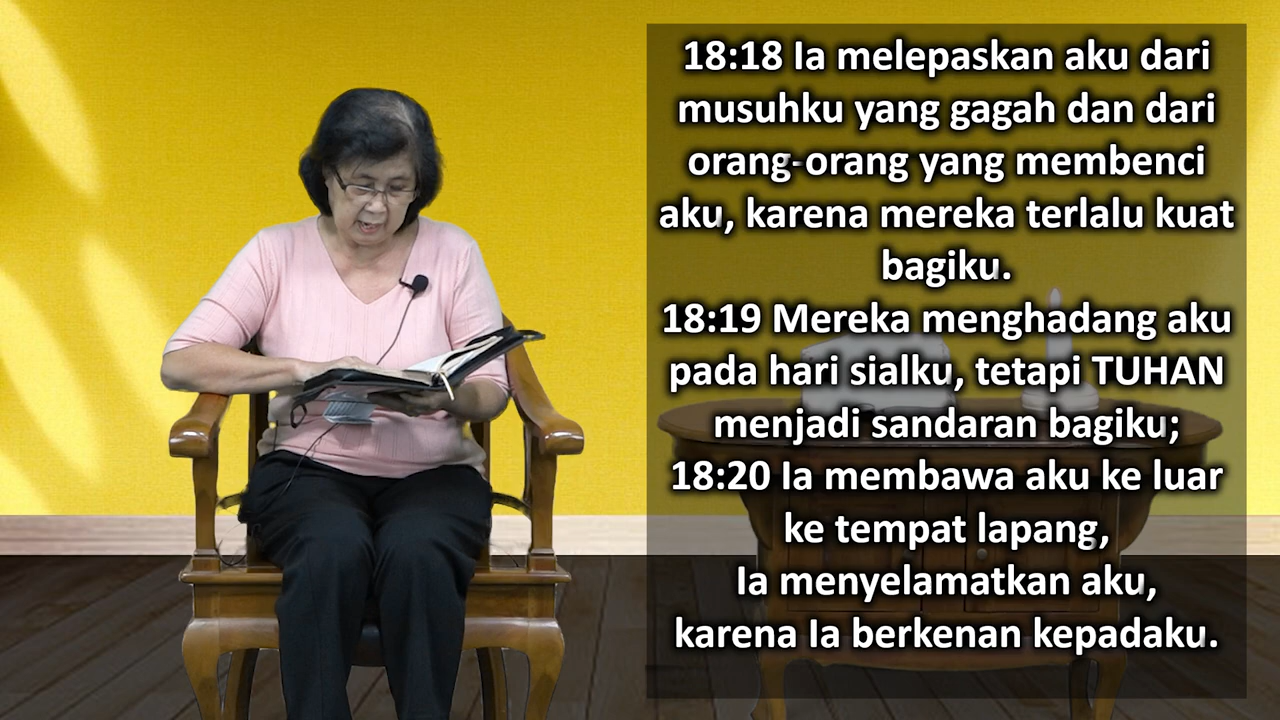 18:18 Ia melepaskan aku dari
musuhku yang gagah dan dari
orang-orang yang membenci
aku, karena mereka terlalu kuat
bagiku.
18:19 Mereka menghadang aku
pada hari sialku, tetapi TUHAN
menjadi sandaran bagiku;
18:20 Ia membawa aku ke luar
ke tempat lapang,
Ia menyelamatkan aku,
karena Ia berkenan kepadaku.